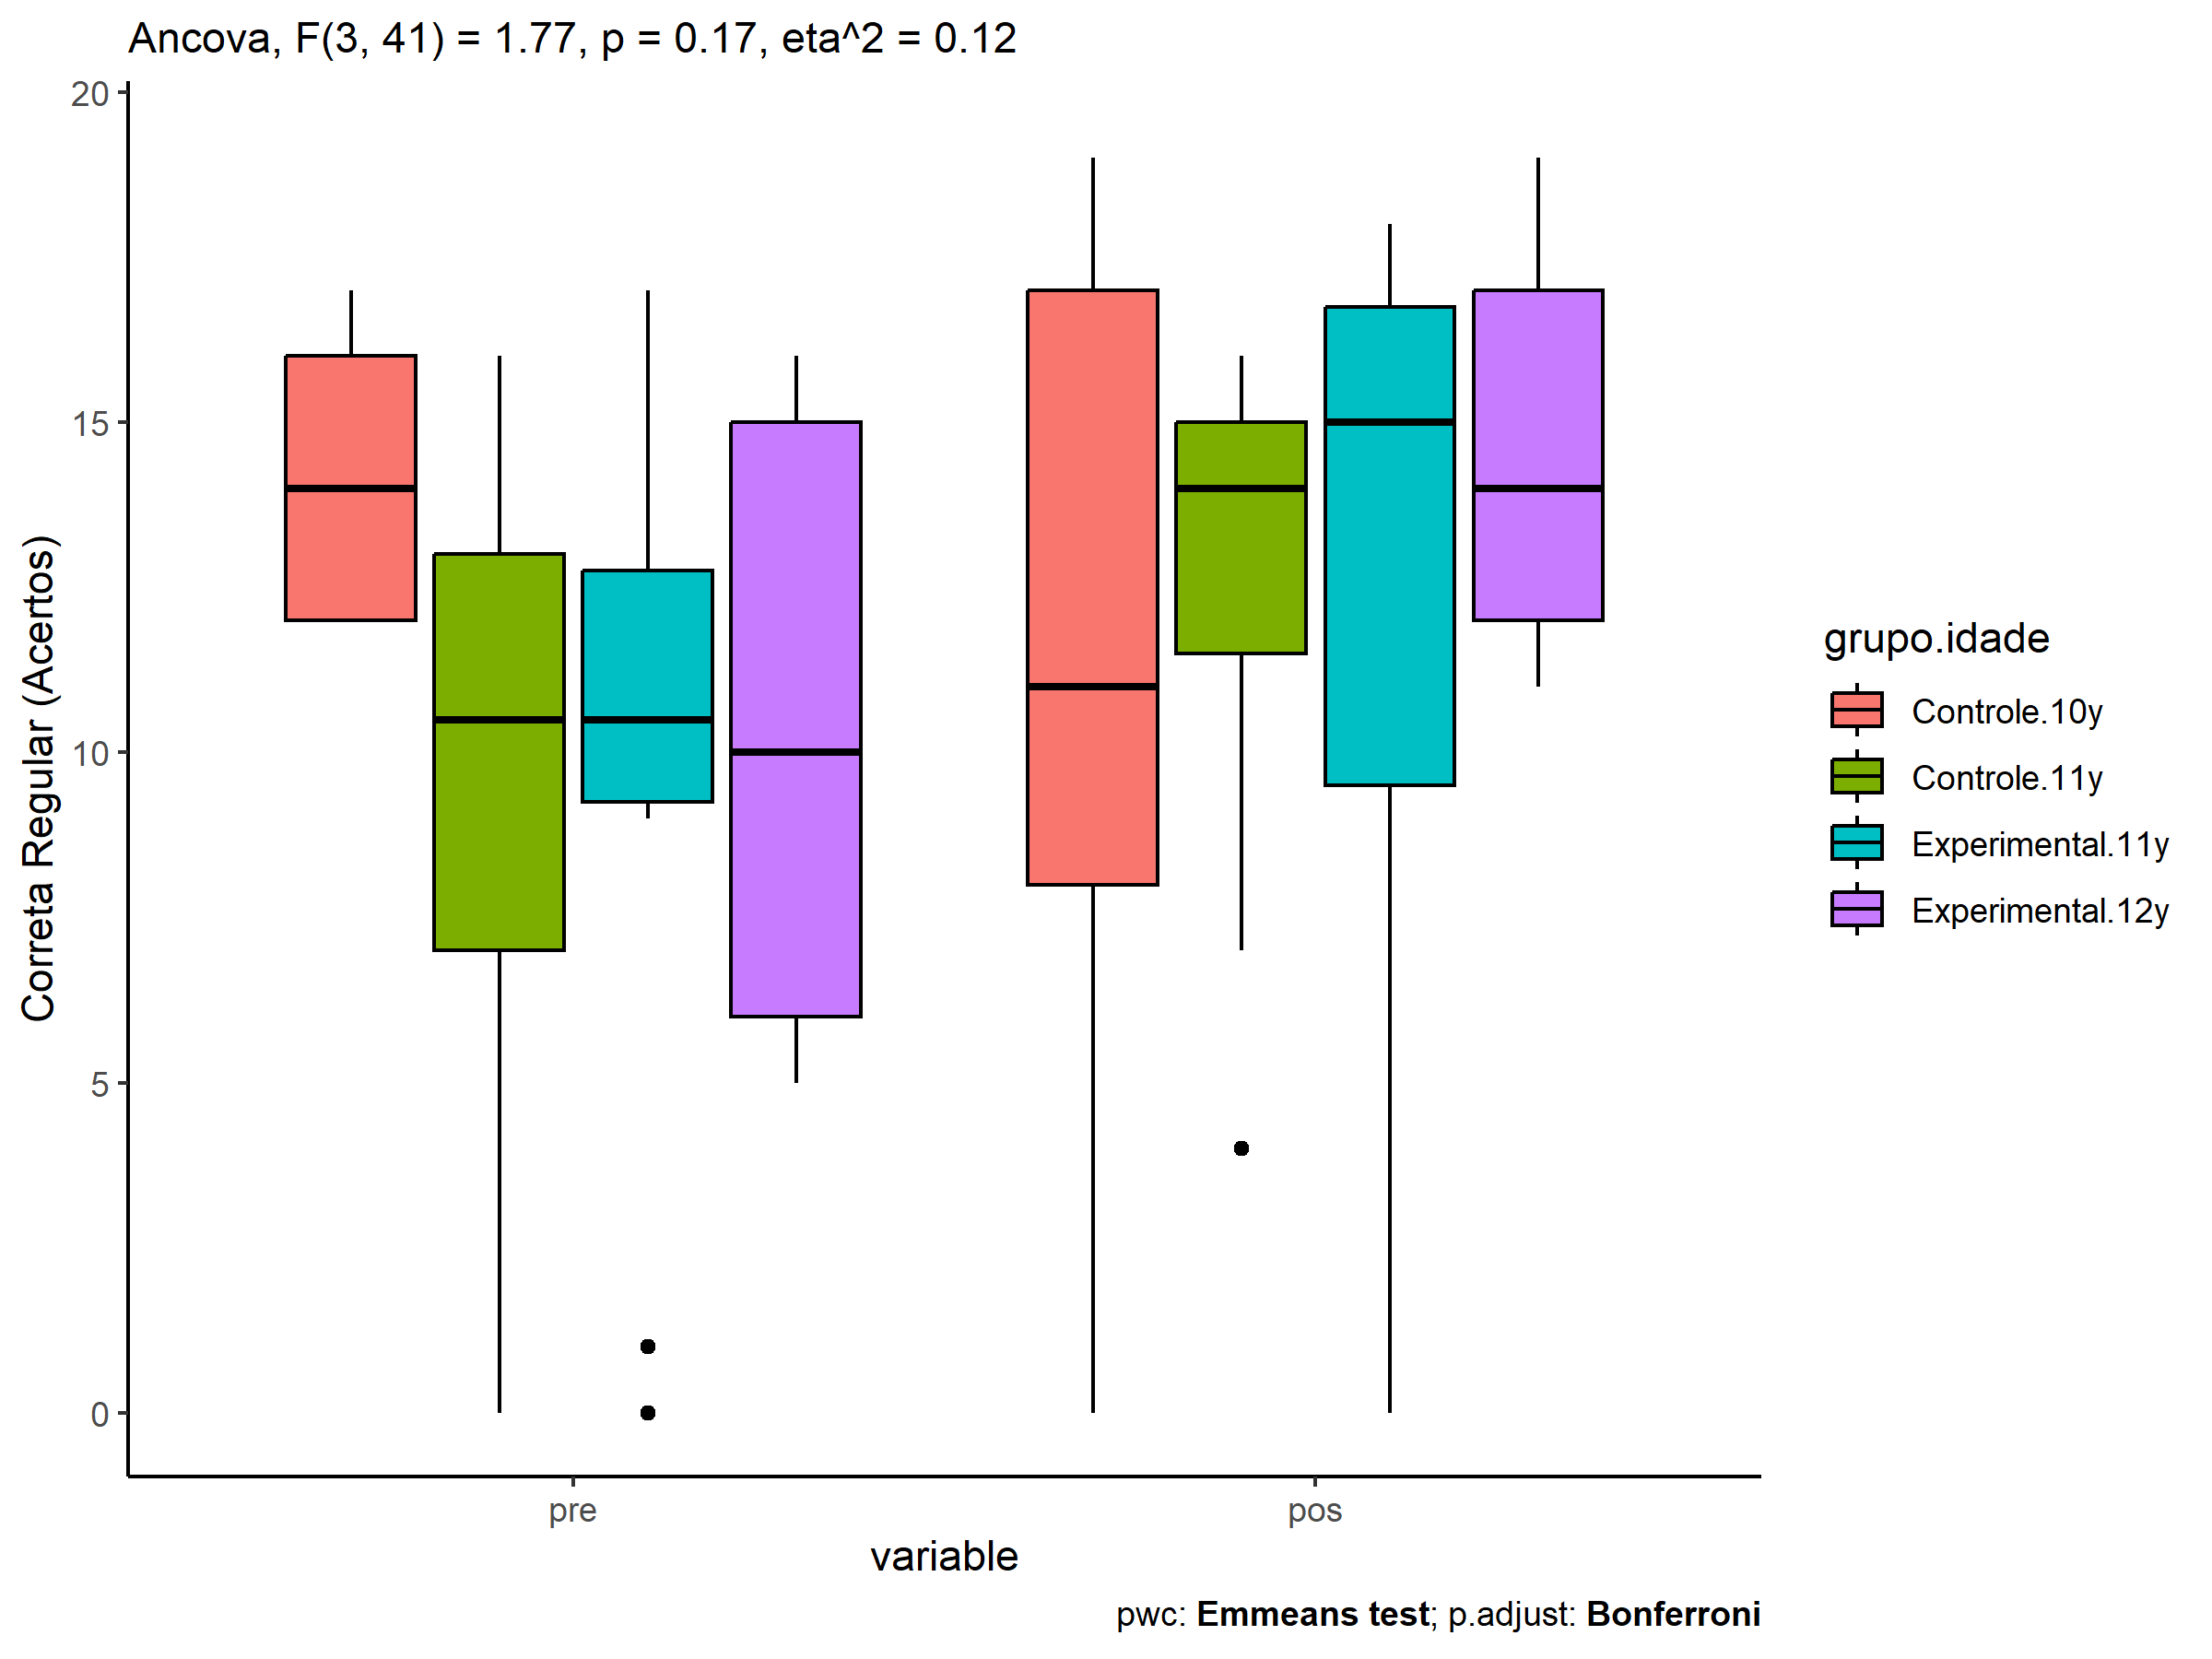 Ancova, F(3, 41) = 1.77, p = 0.17, eta^2 = 0.12
20
15
10
5
0
Correta Regular (Acertos)
pre
pos
variable
grupo.idade
Controle.10y
Controle.11y
Experimental.11y
Experimental.12y
pwc: Emmeans test; p.adjust: Bonferroni